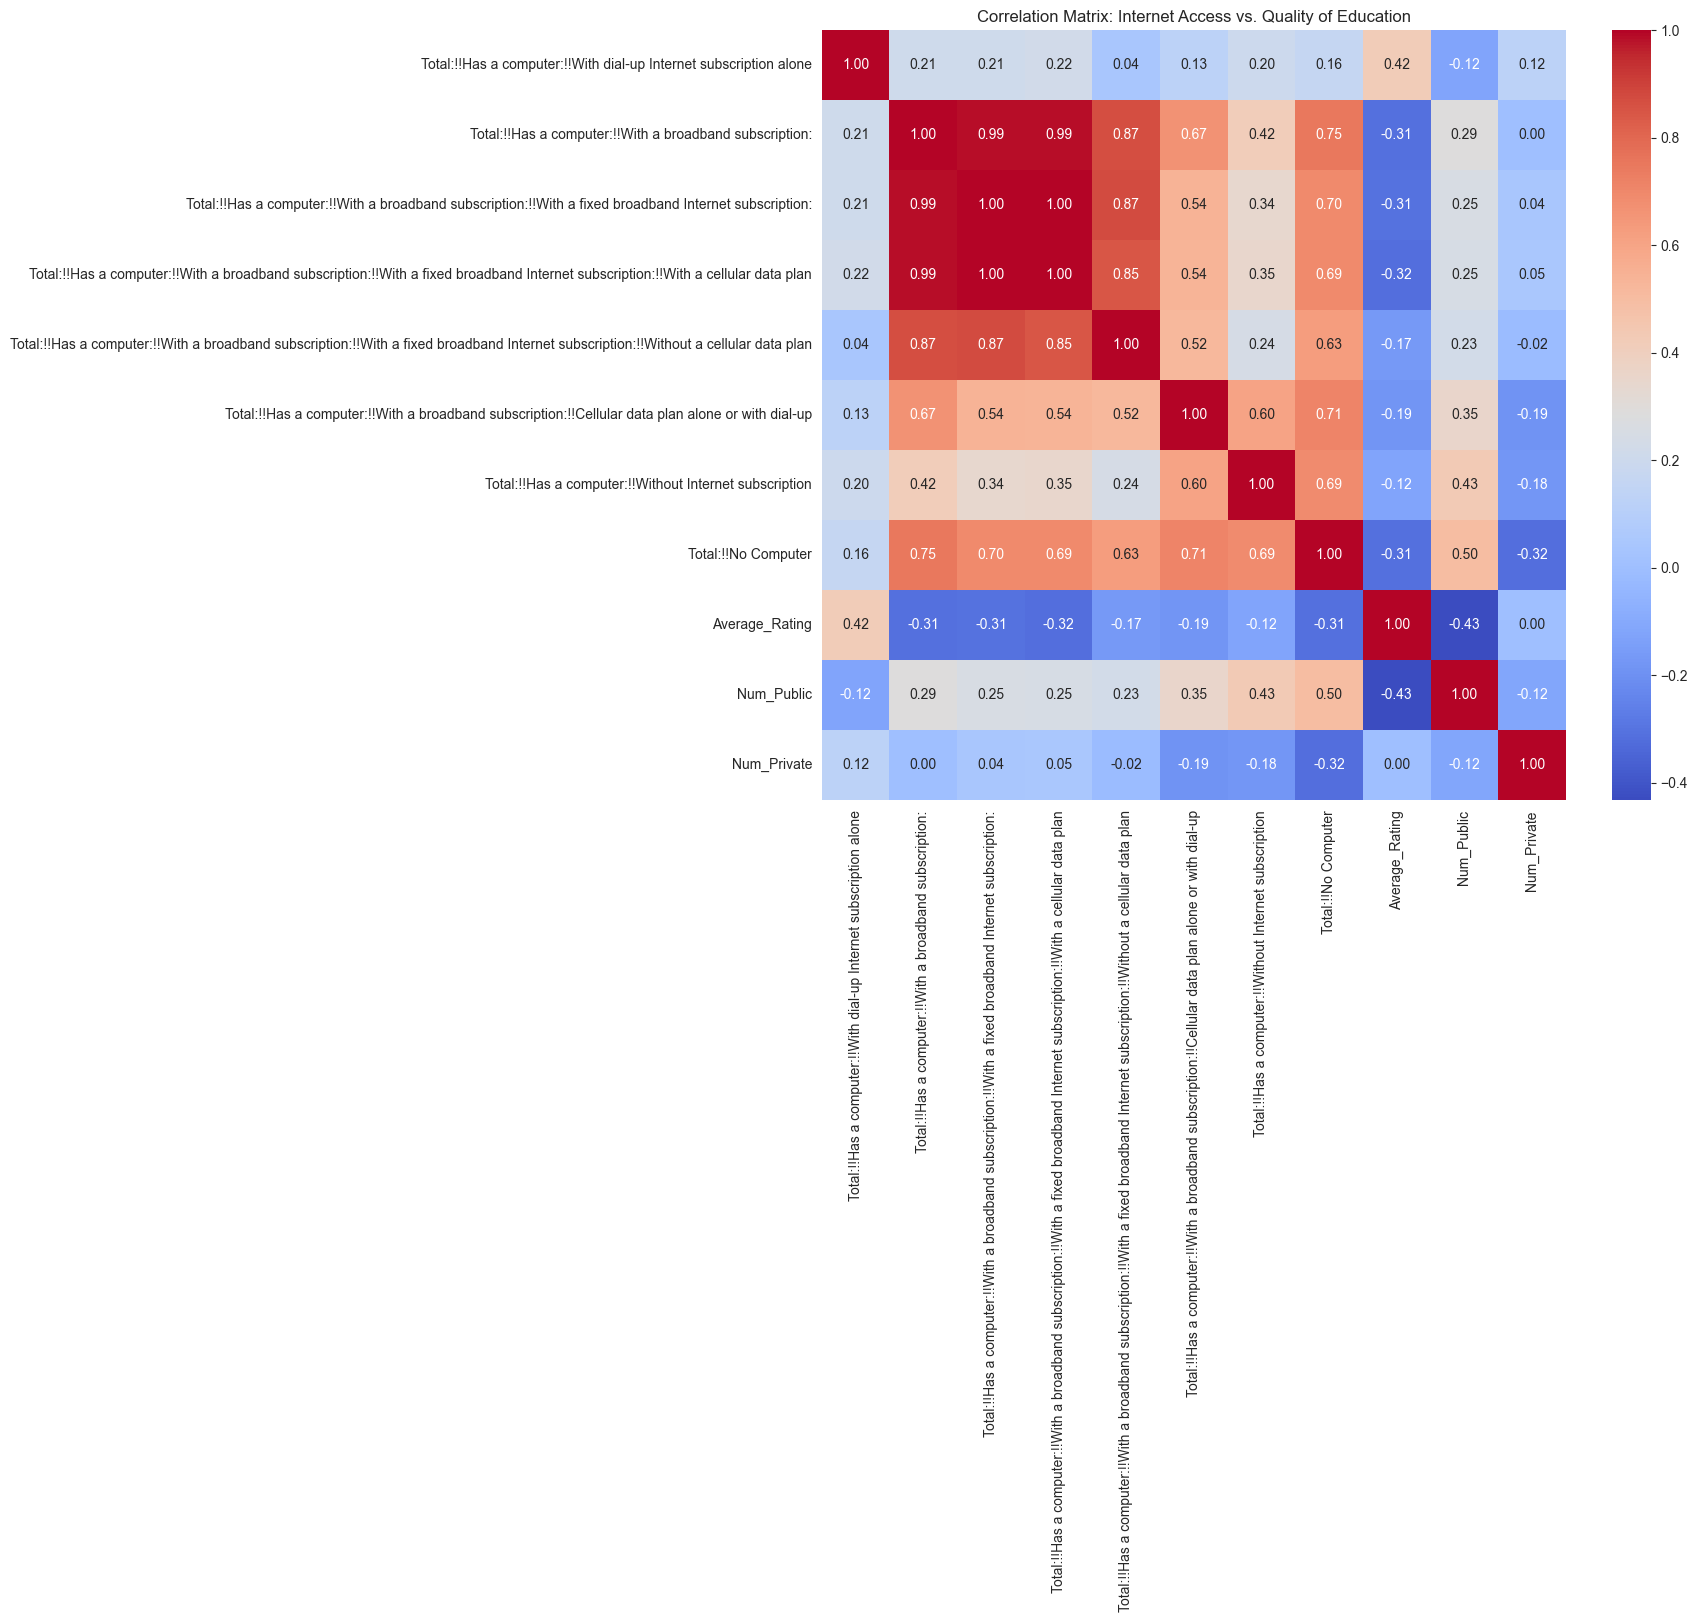 Correlation Matrix: Internet Access vs. Quality of Education
Total:!!Has a computer:!!With dial-up Internet subscription alone
1.00 0.21 0.21 0.22 0.04 0.13 0.20 0.16 0.42 -0.12 0.12
Total:!!Has a computer:!!With a broadband subscription:
0.21 1.00 0.99 0.99 0.87 0.67 0.42 0.75 -0.31 0.29 0.00
Total:!!Has a computer:!!With a broadband subscription:!!With a fixed broadband Internet subscription:
0.21 0.99 1.00 1.00 0.87 0.54 0.34 0.70 -0.31 0.25 0.04
Total:!!Has a computer:!!With a broadband subscription:!!With a fixed broadband Internet subscription:!!With a cellular data plan
0.22 0.99 1.00 1.00 0.85 0.54 0.35 0.69 -0.32 0.25 0.05
Total:!!Has a computer:!!With a broadband subscription:!!With a fixed broadband Internet subscription:!!Without a cellular data plan
0.04 0.87 0.87 0.85 1.00 0.52 0.24 0.63 -0.17 0.23 -0.02
Total:!!Has a computer:!!With a broadband subscription:!!Cellular data plan alone or with dial-up
0.13 0.67 0.54 0.54 0.52 1.00 0.60 0.71 -0.19 0.35 -0.19
Total:!!Has a computer:!!Without Internet subscription
0.20 0.42 0.34 0.35 0.24 0.60 1.00 0.69 -0.12 0.43 -0.18
Total:!!No Computer
0.16 0.75 0.70 0.69 0.63 0.71 0.69 1.00 -0.31 0.50 -0.32
Average_Rating
0.42 -0.31 -0.31 -0.32 -0.17 -0.19 -0.12 -0.31 1.00 -0.43 0.00
Num_Public
-0.12 0.29 0.25 0.25 0.23 0.35 0.43 0.50 -0.43 1.00 -0.12
Num_Private
0.12 0.00 0.04 0.05 -0.02 -0.19 -0.18 -0.32 0.00 -0.12 1.00
Total:!!Has a computer:!!With dial-up Internet subscription alone
Total:!!Has a computer:!!With a broadband subscription:
Total:!!Has a computer:!!With a broadband subscription:!!With a fixed broadband Internet subscription:
Total:!!Has a computer:!!With a broadband subscription:!!With a fixed broadband Internet subscription:!!With a cellular data plan
Total:!!Has a computer:!!With a broadband subscription:!!With a fixed broadband Internet subscription:!!Without a cellular data plan
Total:!!Has a computer:!!With a broadband subscription:!!Cellular data plan alone or with dial-up
Total:!!Has a computer:!!Without Internet subscription
Total:!!No Computer
Average_Rating
Num_Public
Num_Private
1.0
0.8
0.6
0.4
0.2
0.0
−0.2
−0.4